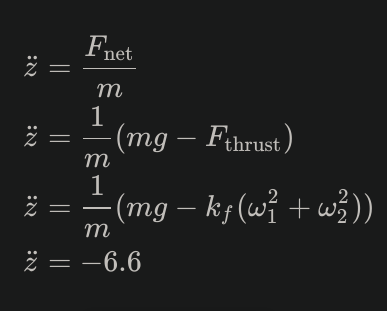 z̈ = F_net / m
z̈ = 1/m (mg − F_thrust)
z̈ = 1/m (mg − k_f(ω₁² + ω₂²))
z̈ = −6.6